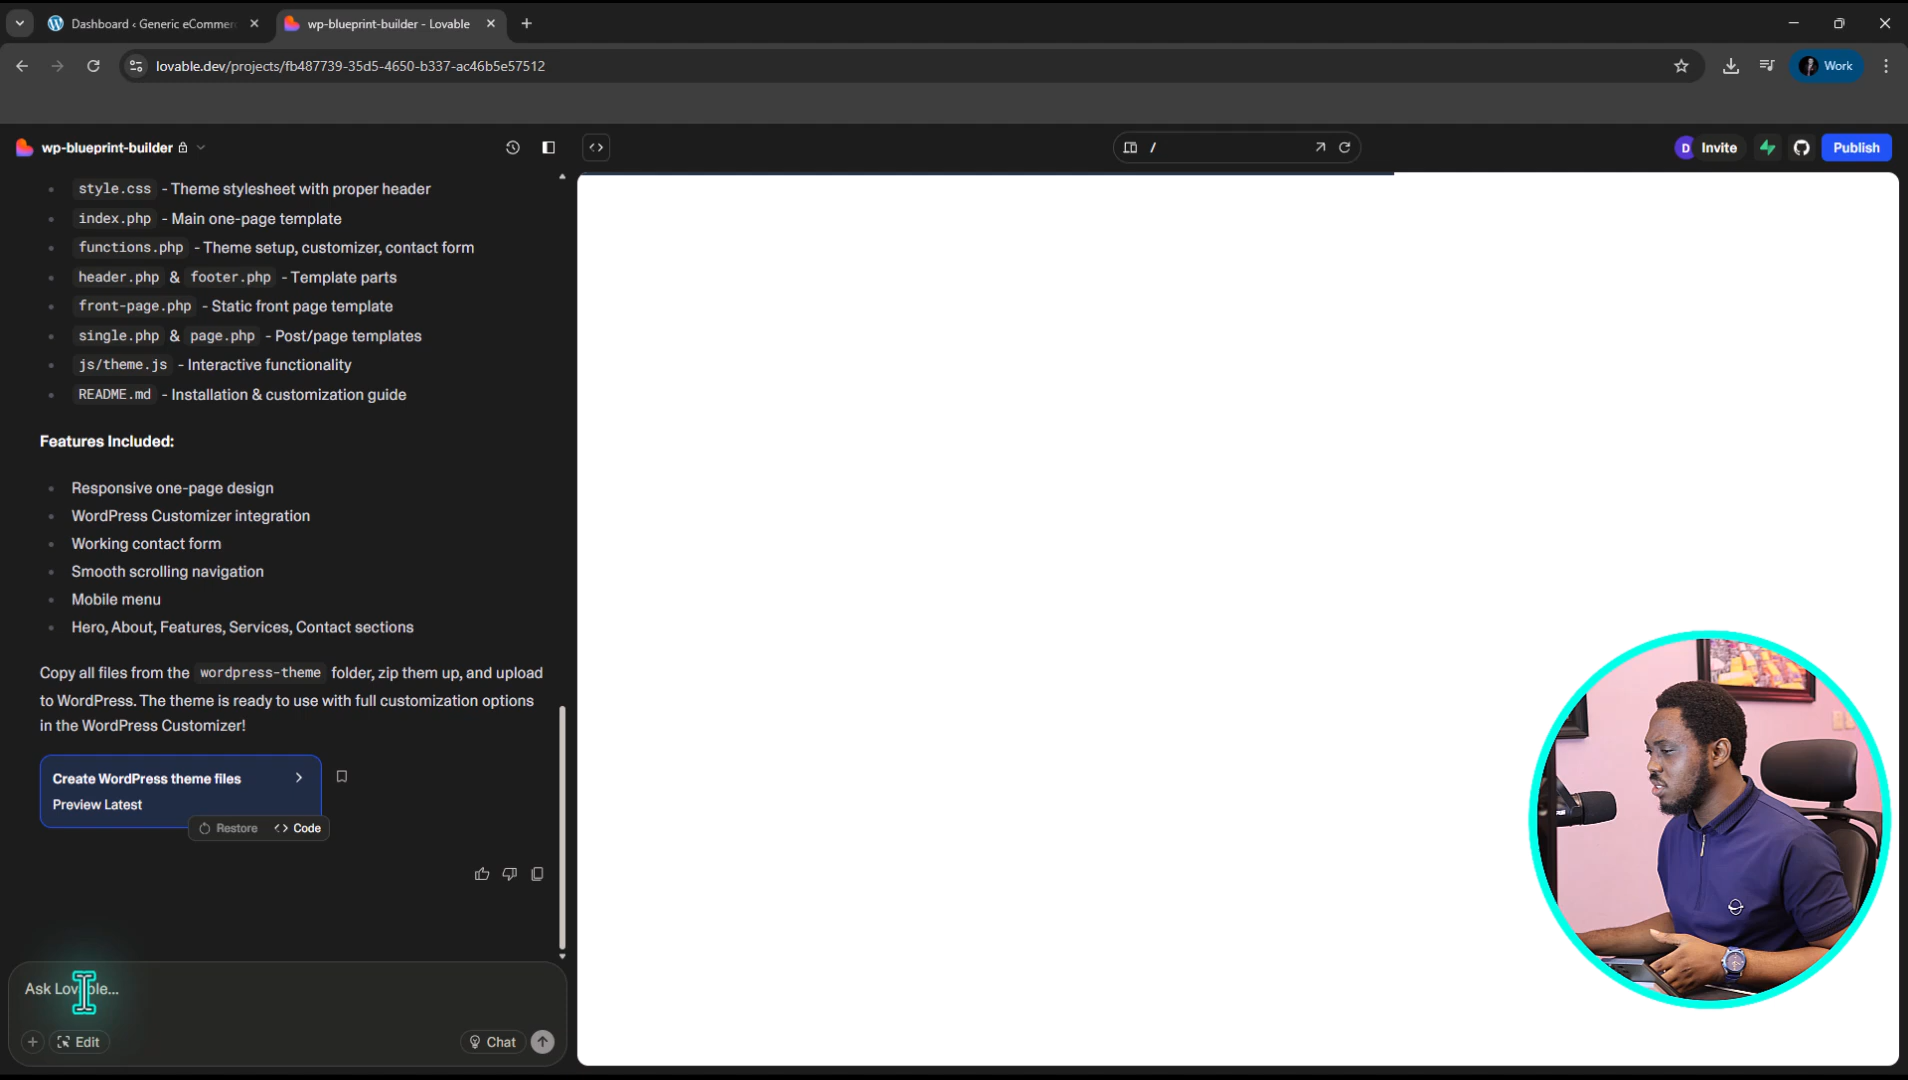 Dashboard ‹ Generic eCommer
wp-blueprint-builder - Lovable
lovable.dev/projects/fb487739-35d5-4650-b337-ac46b5e57512
Work
wp-blueprint-builder
/
D Invite
Publish
style.css - Theme stylesheet with proper header
index.php - Main one-page template
functions.php - Theme setup, customizer, contact form
header.php & footer.php - Template parts
front-page.php - Static front page template
single.php & page.php - Post/page templates
js/theme.js - Interactive functionality
README.md - Installation & customization guide
Features Included:
Responsive one-page design
WordPress Customizer integration
Working contact form
Smooth scrolling navigation
Mobile menu
Hero, About, Features, Services, Contact sections
Copy all files from the wordpress-theme folder, zip them up, and upload
to WordPress. The theme is ready to use with full customization options
in the WordPress Customizer!
Create WordPress theme files
Preview Latest
Restore
Code
Ask Lovable...
Edit
Chat